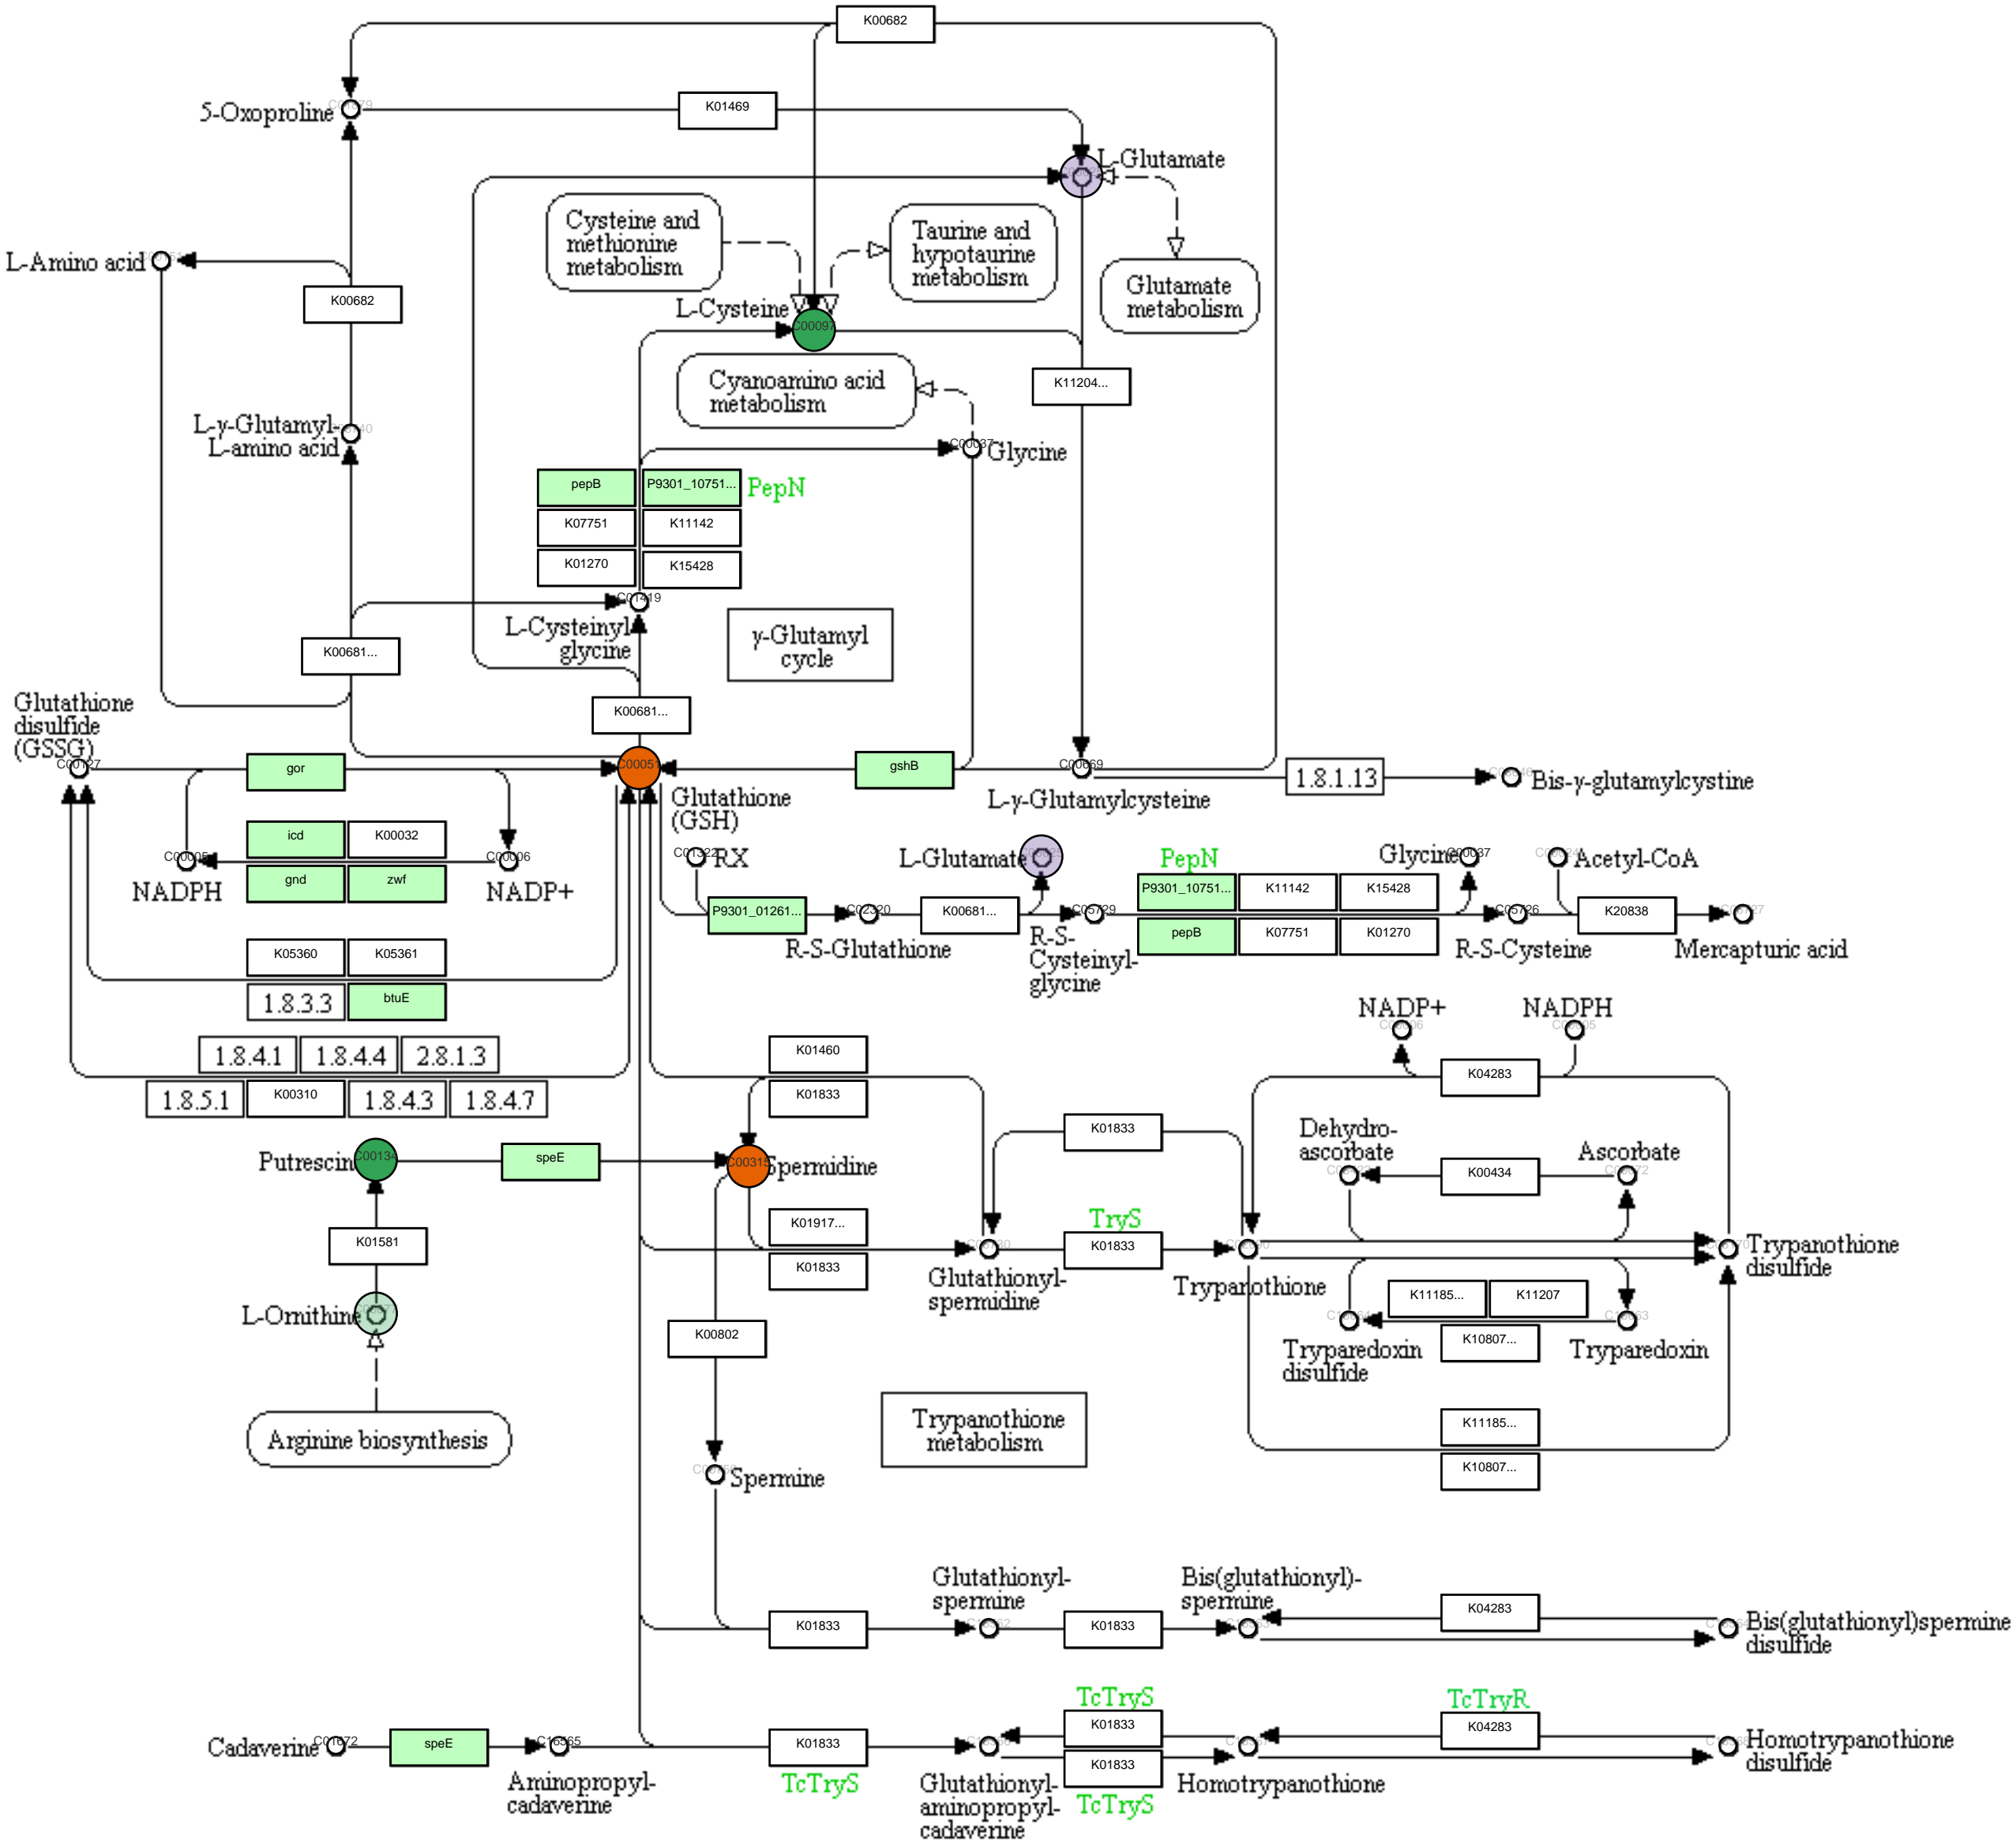 K00682
5-Oxoproline
K01469
L-Glutamate
Cysteine and
methionine
metabolism
Taurine and
hypotaurine
metabolism
Glutamate
metabolism
L-Amino acid
K00682
L-Cysteine
C00097
Cyanoamino acid
metabolism
K11204...
L-γ-Glutamyl-
L-amino acid
C00037
Glycine
pepB
P9301_10751...
PepN
K07751
K11142
K01270
K15428
C01419
L-Cysteinyl
glycine
γ-Glutamyl
cycle
K00681...
K00681...
Glutathione
disulfide
(GSSG)
C00127
gor
C00051
Glutathione
(GSH)
gshB
C00669
L-γ-Glutamylcysteine
1.8.1.13
Bis-γ-glutamylcystine
icd
K00032
C00005
NADPH
gnd
zwf
C00006
NADP+
C01322
RX
L-Glutamate
PepN
Glycine
C00037
Acetyl-CoA
P9301_01261...
C02320
R-S-Glutathione
K00681...
C05729
R-S-
Cysteinyl-
glycine
P9301_10751...
K11142
K15428
pepB
K07751
K01270
C05726
R-S-Cysteine
K20838
Mercapturic acid
K05360
K05361
1.8.3.3
btuE
1.8.4.1
1.8.4.4
2.8.1.3
1.8.5.1
K00310
1.8.4.3
1.8.4.7
K01460
K01833
NADP+
C00006
NADPH
C00005
K04283
Putrescin
C00134
speE
C00315
Spermidine
K01833
Dehydro-
ascorbate
K00434
Ascorbate
K01581
K01917...
K01833
Glutathionyl-
spermidine
TryS
K01833
Trypanothione
Trypanothione
disulfide
L-Ornithine
K00802
K11185...
K11207
K10807...
Tryparedoxin
disulfide
Tryparedoxin
Arginine biosynthesis
Trypanothione
metabolism
K11185...
K10807...
Spermine
Glutathionyl-
spermine
Bis(glutathionyl)-
spermine
K01833
K01833
K04283
Bis(glutathionyl)spermine
disulfide
Cadaverine
C01672
speE
C16565
Aminopropyl-
cadaverine
K01833
TcTryS
Glutathionyl-
aminopropyl-
cadaverine
TcTryS
K01833
K01833
TcTryS
Homotrypanothione
TcTryR
K04283
Homotrypanothione
disulfide